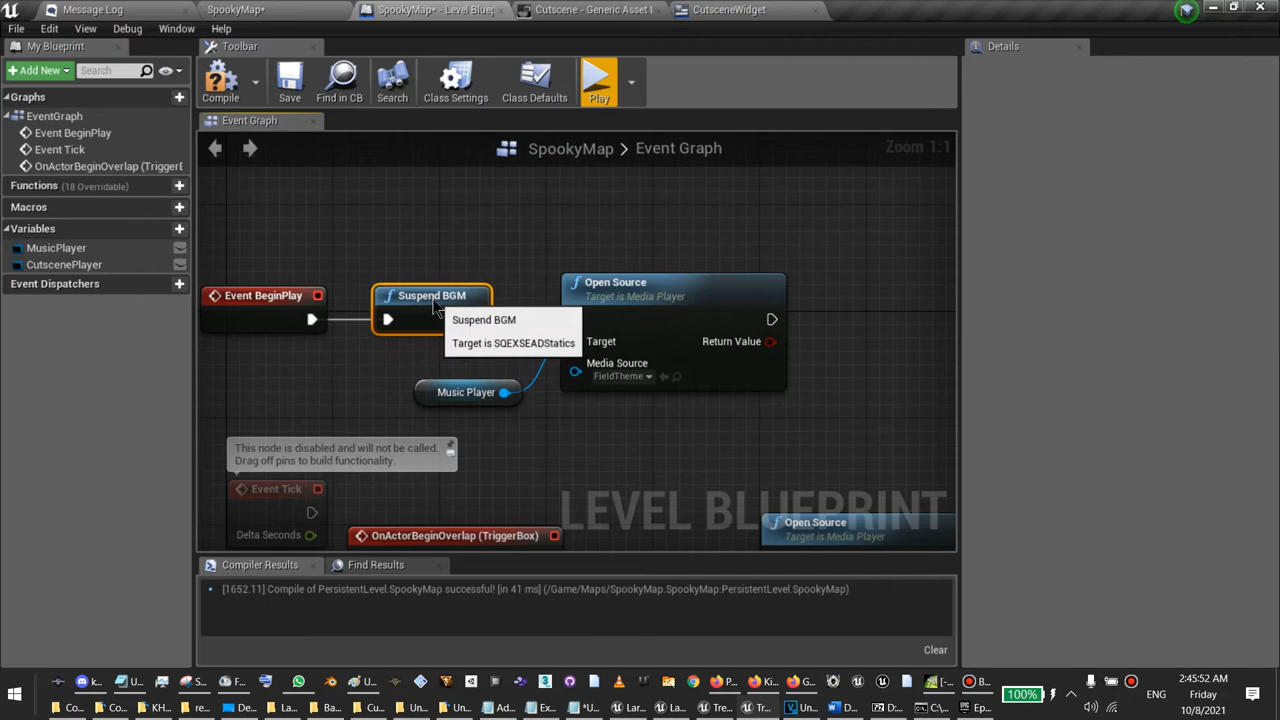 Message Log
SpookyMap*
SpookyMap* - Level Bluep
Cutscene - Generic Asset
CutsceneWidget
File Edit View Debug Window Help
My Blueprint
Toolbar
Details
Add New
Search
Compile
Save
Find in CB
Search
Class Settings
Class Defaults
Play
Graphs
EventGraph
Event BeginPlay
Event Tick
OnActorBeginOverlap (TriggerE
Functions (18 Overridable)
Macros
Variables
MusicPlayer
CutscenePlayer
Event Dispatchers
Event Graph
SpookyMap > Event Graph
Zoom 1:1
Event BeginPlay
Suspend BGM
Suspend BGM
Target is SQEXSEADStatics
Open Source
Target is Media Player
Target
Return Value
Media Source
FieldTheme
Music Player
This node is disabled and will not be called.
Drag off pins to build functionality.
Event Tick
Delta Seconds
OnActorBeginOverlap (TriggerBox)
LEVEL BLUEPRINT
Open Source
Target is Media Player
Compiler Results
Find Results
[1652.11] Compile of PersistentLevel.SpookyMap successful! [in 41 ms] (/Game/Maps/SpookyMap.SpookyMap:PersistentLevel.SpookyMap)
Clear
100%
ENG
2:45:52 AM
Friday
10/8/2021